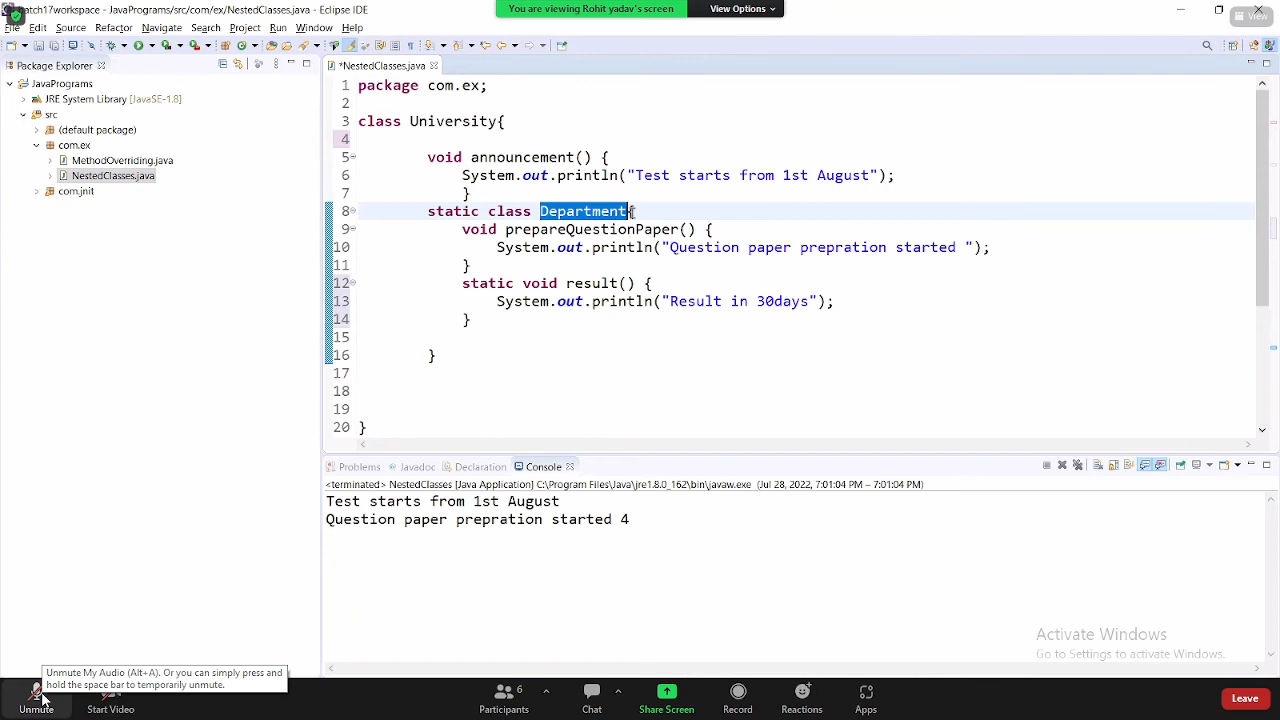 batch17workspace - JavaPrograms/src/com/ex/NestedClasses.java - Eclipse IDE
You are viewing Rohit yadav's screen
View Options
View
File Edit Source Refactor Navigate Search Project Run Window Help
Package Explorer
*NestedClasses.java
JavaPrograms
JRE System Library [JavaSE-1.8]
src
(default package)
com.ex
MethodOverriding.java
NestedClasses.java
com.jnit
1 package com.ex;
2
3 class University{
4
5 void announcement() {
6 System.out.println("Test starts from 1st August");
7 }
8 static class Department{
9 void prepareQuestionPaper() {
10 System.out.println("Question paper prepration started ");
11 }
12 static void result() {
13 System.out.println("Result in 30days");
14 }
15
16 }
17
18
19
20 }
Problems Javadoc Declaration Console
<terminated> NestedClasses [Java Application] C:\Program Files\Java\jre1.8.0_162\bin\javaw.exe (Jul 28, 2022, 7:01:04 PM – 7:01:04 PM)
Test starts from 1st August
Question paper prepration started 4
Activate Windows
Go to Settings to activate Windows.
Unmute My Audio (Alt+A). Or you can simply press and
hold the space bar to temporarily unmute.
6
Unmute Start Video Participants Chat Share Screen Record Reactions Apps Leave